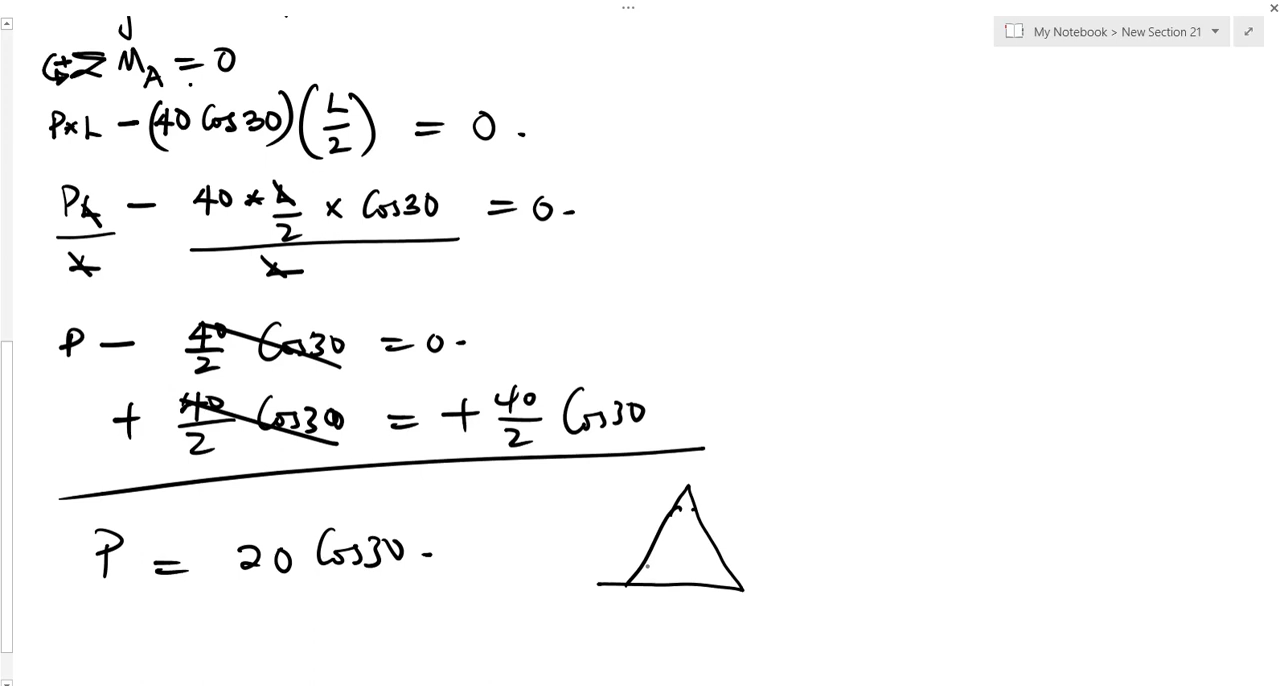 My Notebook > New Section 21
↺+ Σ M_A = 0
P×L − (40 Cos30)(L/2) = 0.
PL/L − (40 * L/2 × Cos30)/L = 0.
P − 40/2 Cos30 = 0.
+ 40/2 Cos30 = + 40/2 Cos30
P = 20 Cos30.